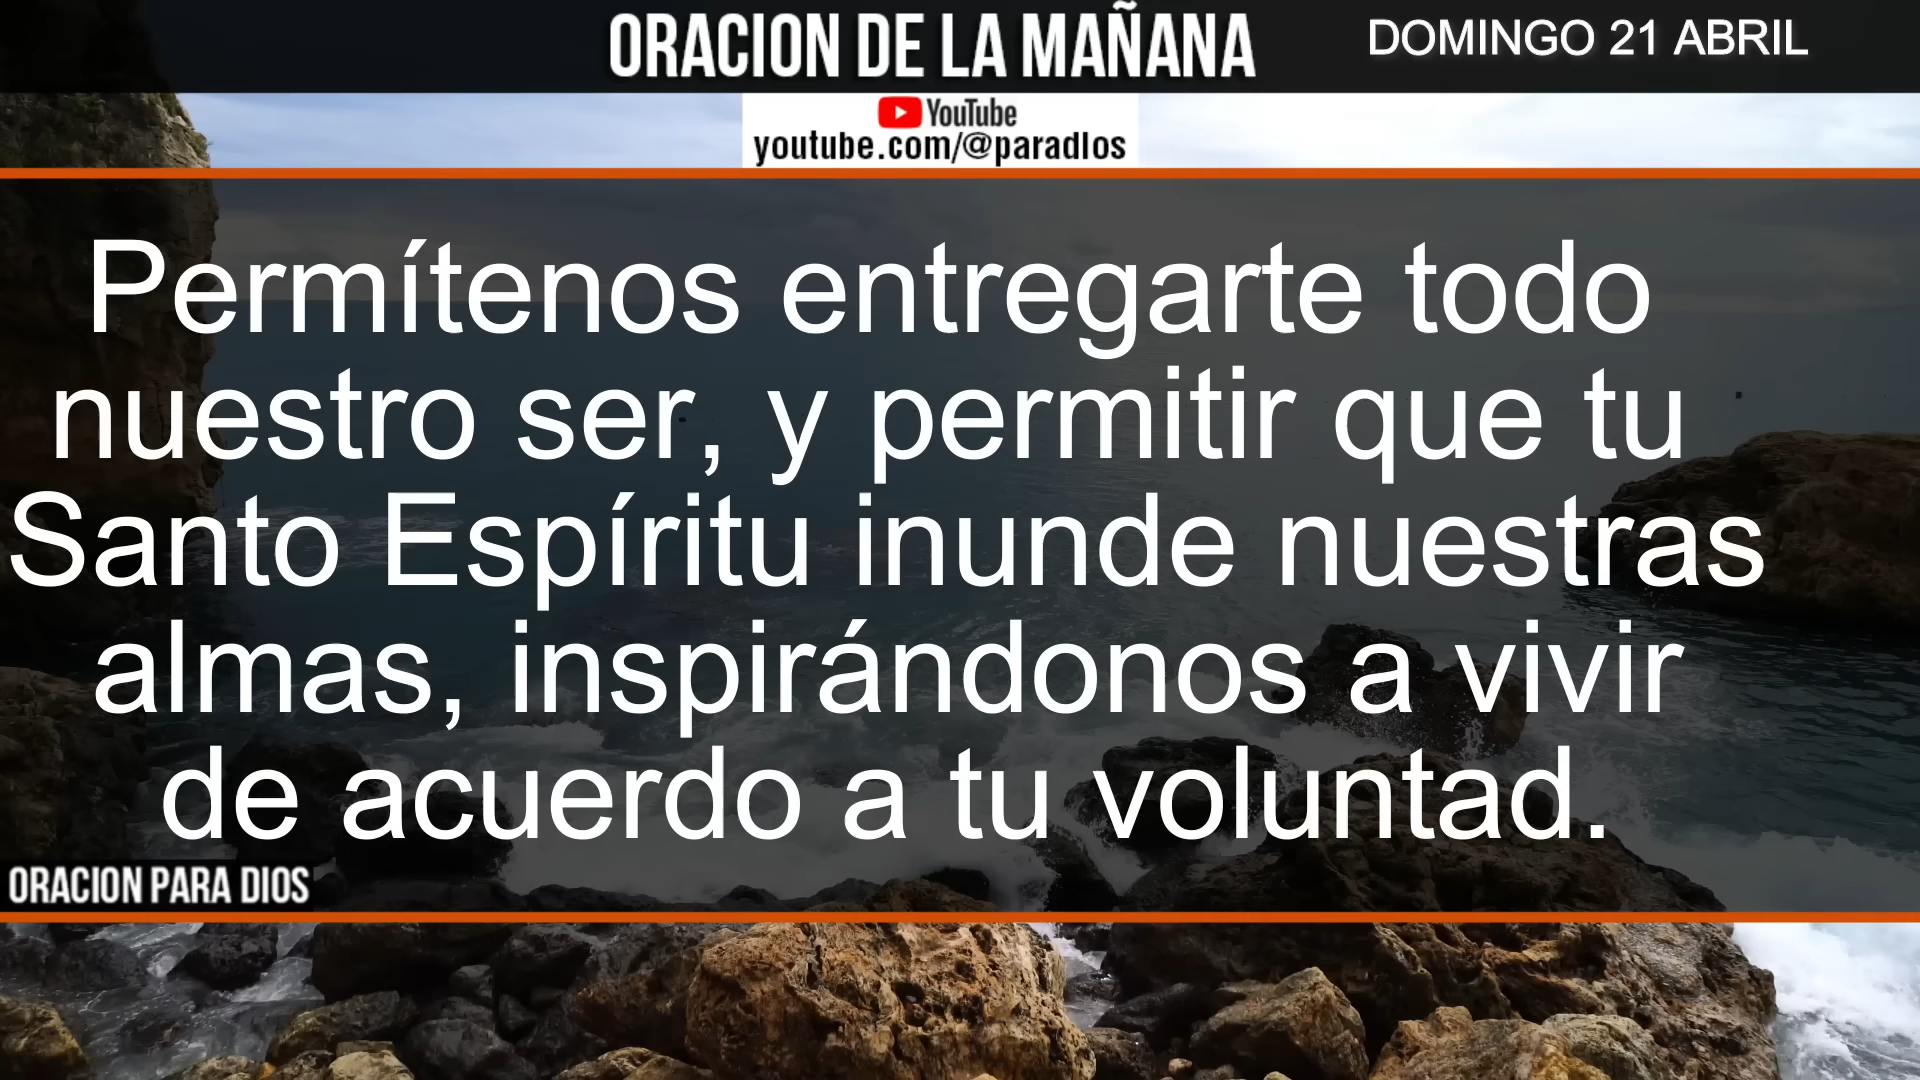 ORACION DE LA MAÑANA
DOMINGO 21 ABRIL
YouTube
youtube.com/@paradIos
Permítenos entregarte todo
nuestro ser, y permitir que tu
Santo Espíritu inunde nuestras
almas, inspirándonos a vivir
de acuerdo a tu voluntad.
ORACION PARA DIOS